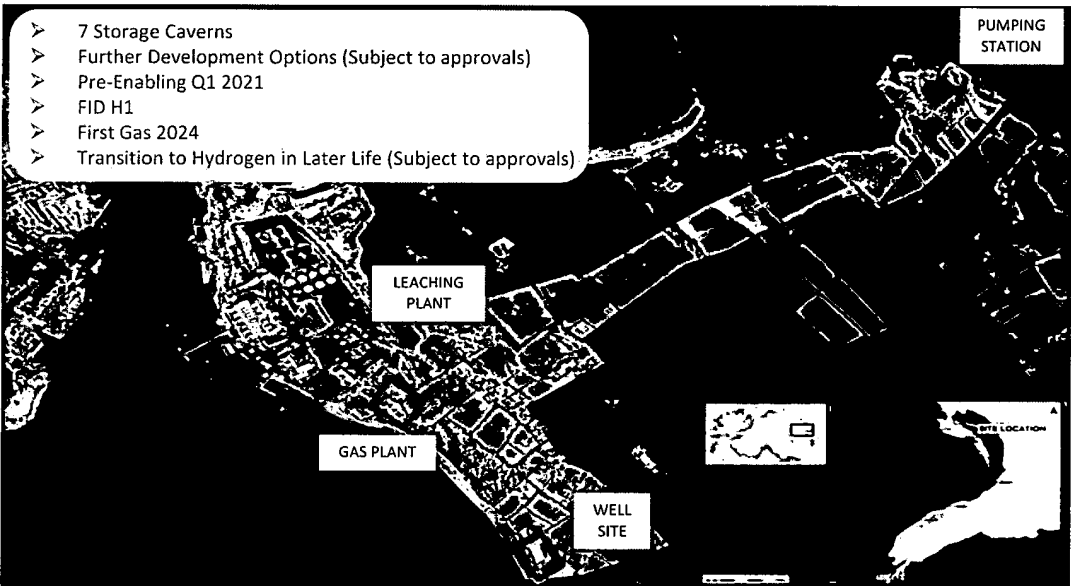 ➢ 7 Storage Caverns
➢ Further Development Options (Subject to approvals)
➢ Pre-Enabling Q1 2021
➢ FID H1
➢ First Gas 2024
➢ Transition to Hydrogen in Later Life (Subject to approvals)
PUMPING
STATION
LEACHING
PLANT
GAS PLANT
WELL
SITE
SITE LOCATION